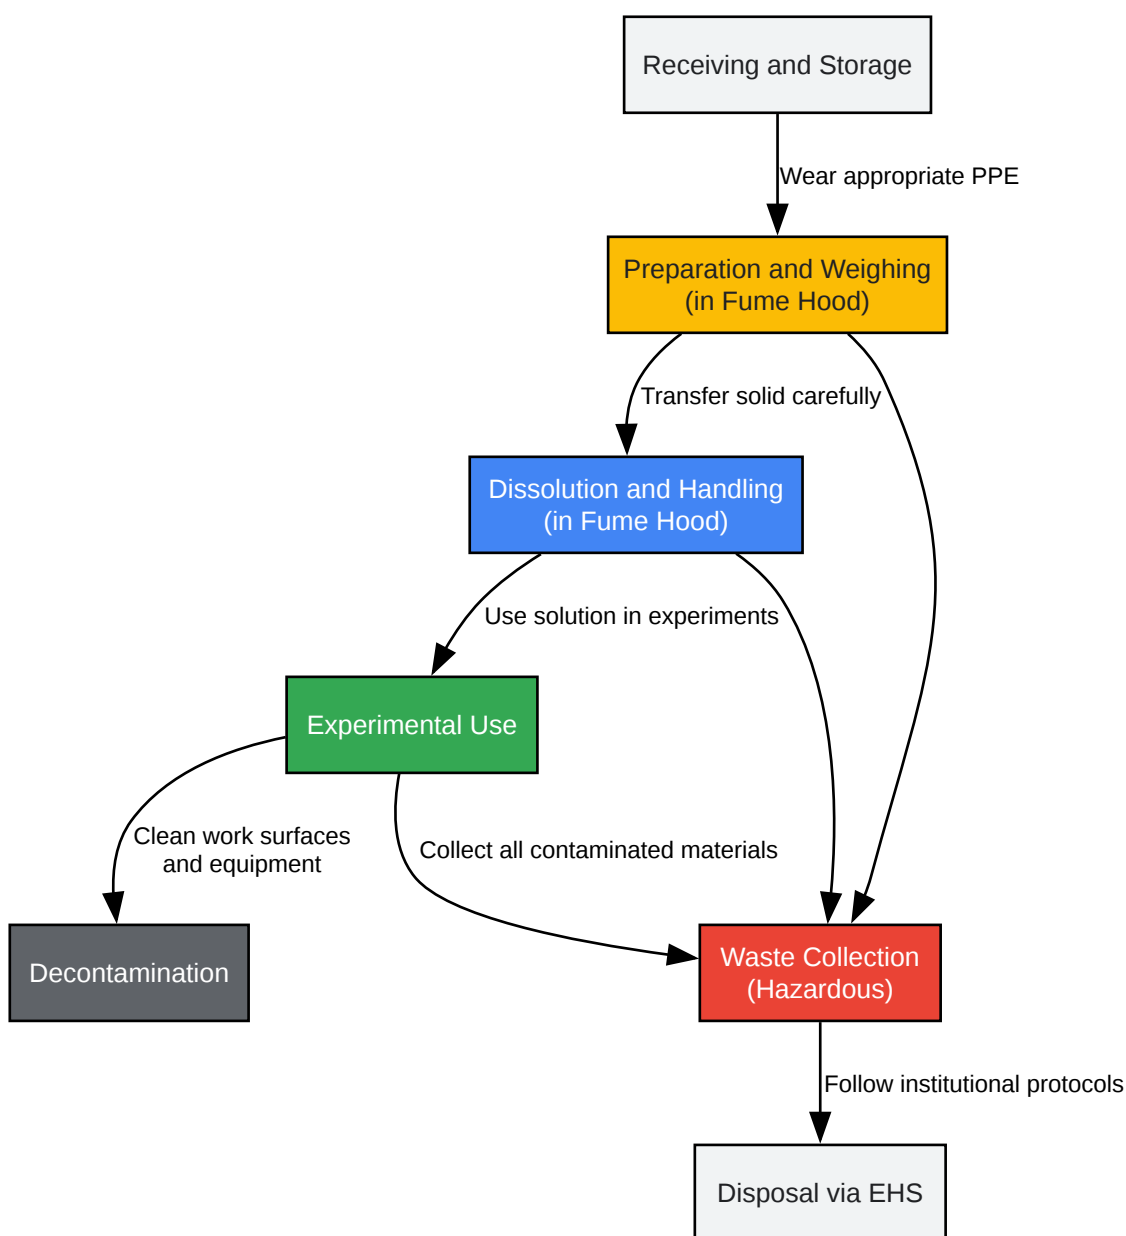 Receiving and Storage
Wear appropriate PPE
Preparation and Weighing
(in Fume Hood)
Transfer solid carefully
Dissolution and Handling
(in Fume Hood)
Use solution in experiments
Experimental Use
Clean work surfaces
and equipment
Collect all contaminated materials
Decontamination
Waste Collection
(Hazardous)
Follow institutional protocols
Disposal via EHS